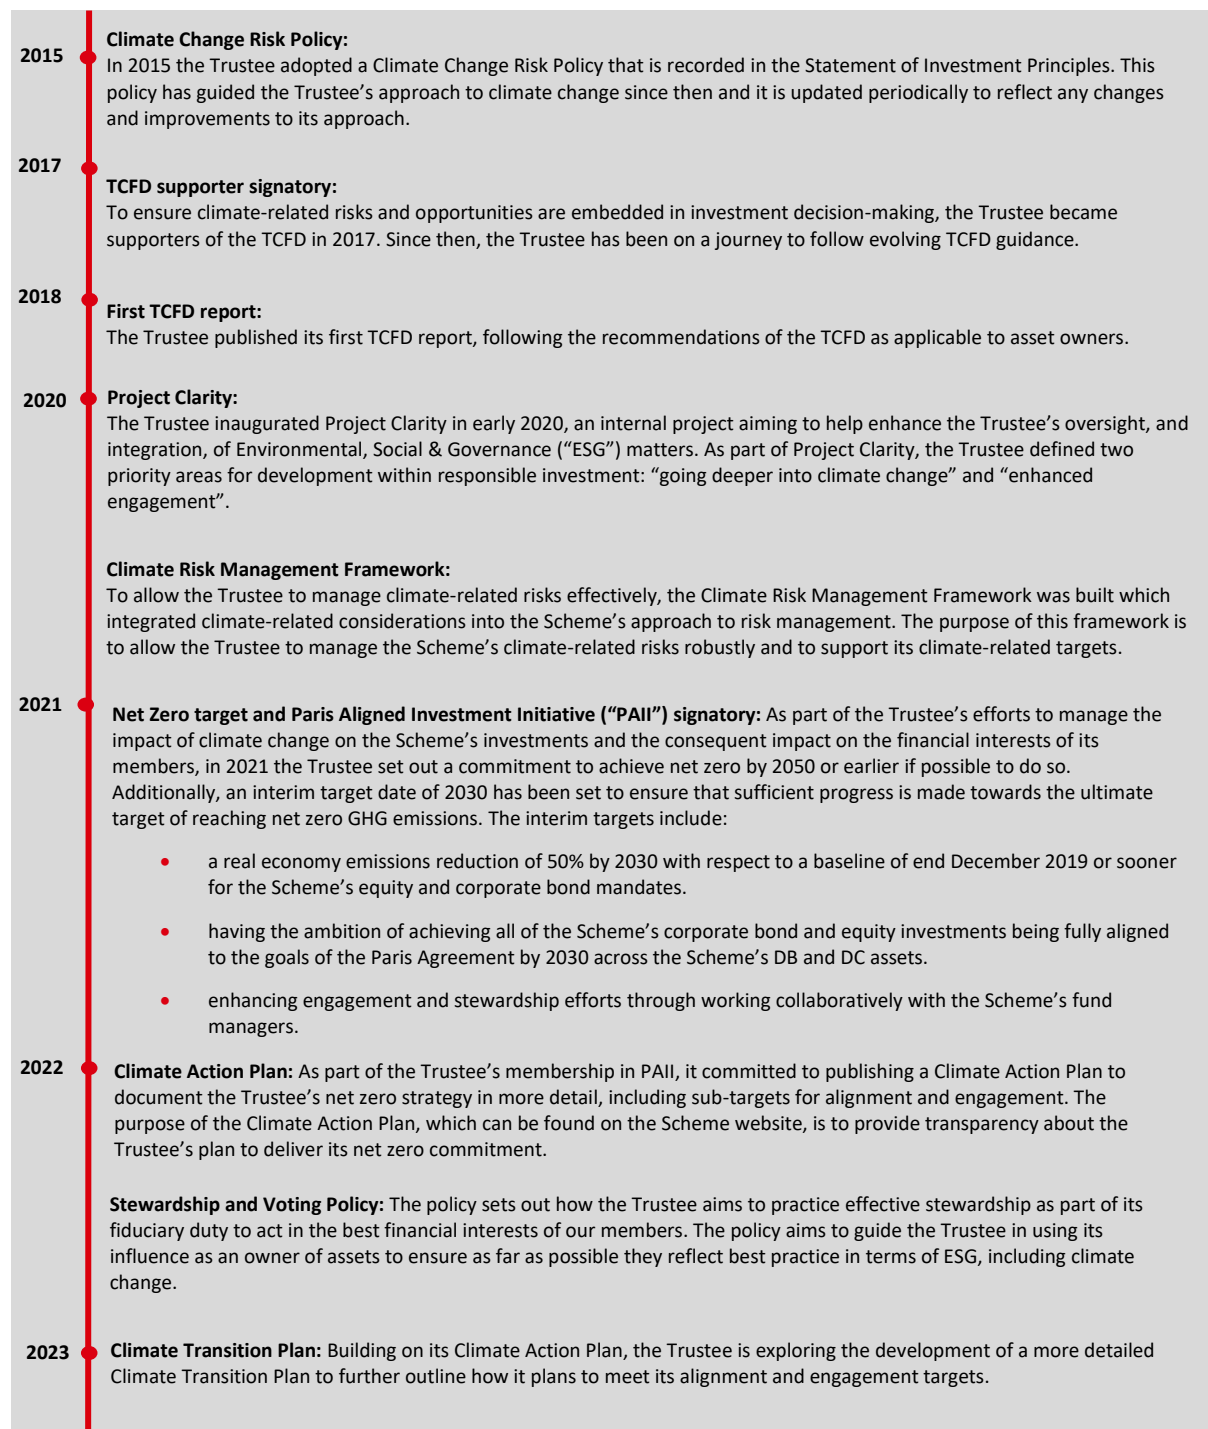 2015
Climate Change Risk Policy:
In 2015 the Trustee adopted a Climate Change Risk Policy that is recorded in the Statement of Investment Principles. This
policy has guided the Trustee’s approach to climate change since then and it is updated periodically to reflect any changes
and improvements to its approach.
2017
TCFD supporter signatory:
To ensure climate-related risks and opportunities are embedded in investment decision-making, the Trustee became
supporters of the TCFD in 2017. Since then, the Trustee has been on a journey to follow evolving TCFD guidance.
2018
First TCFD report:
The Trustee published its first TCFD report, following the recommendations of the TCFD as applicable to asset owners.
2020
Project Clarity:
The Trustee inaugurated Project Clarity in early 2020, an internal project aiming to help enhance the Trustee’s oversight, and
integration, of Environmental, Social & Governance (“ESG”) matters. As part of Project Clarity, the Trustee defined two
priority areas for development within responsible investment: “going deeper into climate change” and “enhanced
engagement”.
Climate Risk Management Framework:
To allow the Trustee to manage climate-related risks effectively, the Climate Risk Management Framework was built which
integrated climate-related considerations into the Scheme’s approach to risk management. The purpose of this framework is
to allow the Trustee to manage the Scheme’s climate-related risks robustly and to support its climate-related targets.
2021
Net Zero target and Paris Aligned Investment Initiative (“PAII”) signatory: As part of the Trustee’s efforts to manage the
impact of climate change on the Scheme’s investments and the consequent impact on the financial interests of its
members, in 2021 the Trustee set out a commitment to achieve net zero by 2050 or earlier if possible to do so.
Additionally, an interim target date of 2030 has been set to ensure that sufficient progress is made towards the ultimate
target of reaching net zero GHG emissions. The interim targets include:
• a real economy emissions reduction of 50% by 2030 with respect to a baseline of end December 2019 or sooner
for the Scheme’s equity and corporate bond mandates.
• having the ambition of achieving all of the Scheme’s corporate bond and equity investments being fully aligned
to the goals of the Paris Agreement by 2030 across the Scheme’s DB and DC assets.
• enhancing engagement and stewardship efforts through working collaboratively with the Scheme’s fund
managers.
2022
Climate Action Plan: As part of the Trustee’s membership in PAII, it committed to publishing a Climate Action Plan to
document the Trustee’s net zero strategy in more detail, including sub-targets for alignment and engagement. The
purpose of the Climate Action Plan, which can be found on the Scheme website, is to provide transparency about the
Trustee’s plan to deliver its net zero commitment.
Stewardship and Voting Policy: The policy sets out how the Trustee aims to practice effective stewardship as part of its
fiduciary duty to act in the best financial interests of our members. The policy aims to guide the Trustee in using its
influence as an owner of assets to ensure as far as possible they reflect best practice in terms of ESG, including climate
change.
2023
Climate Transition Plan: Building on its Climate Action Plan, the Trustee is exploring the development of a more detailed
Climate Transition Plan to further outline how it plans to meet its alignment and engagement targets.